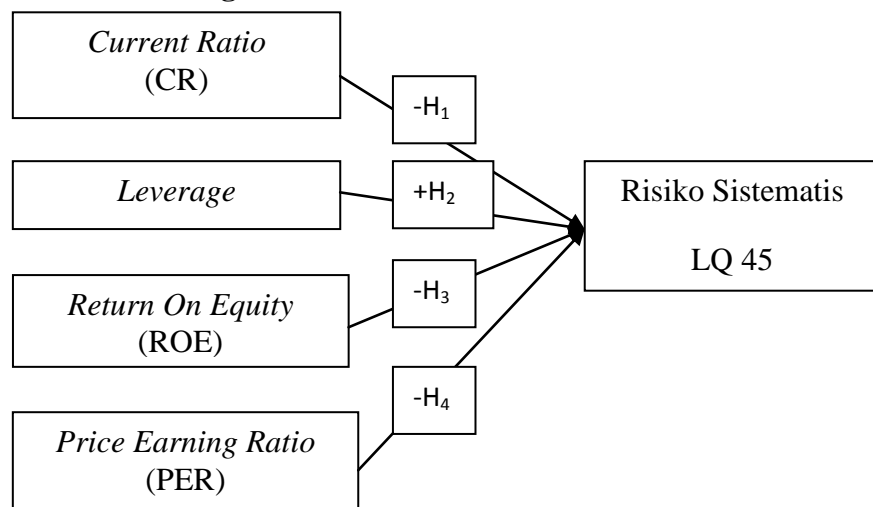 Current Ratio
(CR)
-H₁
Leverage
+H₂
Risiko Sistematis
LQ 45
Return On Equity
(ROE)
-H₃
Price Earning Ratio
(PER)
-H₄